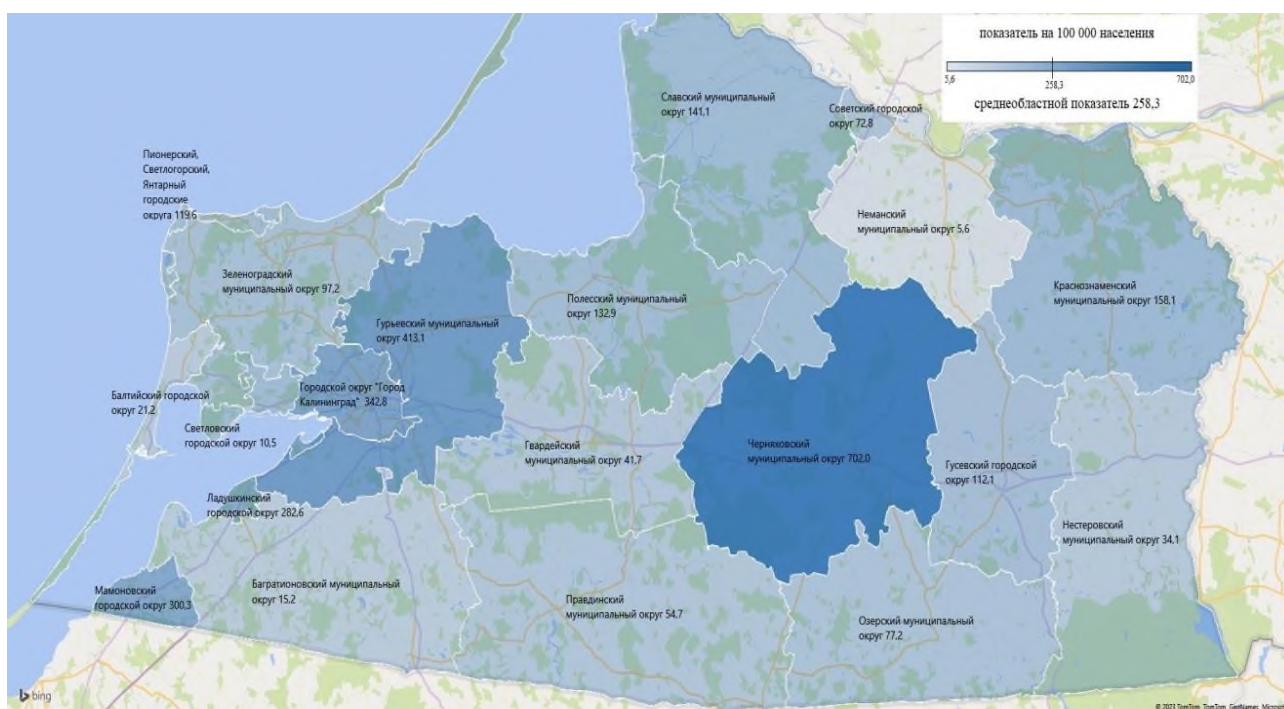 показатель на 100 000 населения
5,6
258,3
702,0
среднеобластной показатель 258,3
Славский муниципальный
округ 141,1
Советский городской
округ 72,8
Пионерский,
Светлогорский,
Янтарный
городские
округа 119,6
Неманский
муниципальный округ 5,6
Зеленоградский
муниципальный округ 97,2
Полесский муниципальный
округ 132,9
Краснознаменский
муниципальный округ 158,1
Гурьевский муниципальный
округ 413,1
Городской округ "Город
Калининград" 342,8
Балтийский городской
округ 21,2
Светловский
городской округ 10,5
Гвардейский
муниципальный округ 41,7
Черняховский
муниципальный округ 702,0
Гусевский городской
округ 112,1
Ладушкинский
городской округ 282,6
Нестеровский
муниципальный округ 34,1
Мамоновский
городской округ 300,3
Багратионовский муниципальный
округ 15,2
Правдинский
муниципальный округ 54,7
Озерский муниципальный
округ 77,2
bing
© 2023 TomTom, TomTom, GeoNames, Microsoft